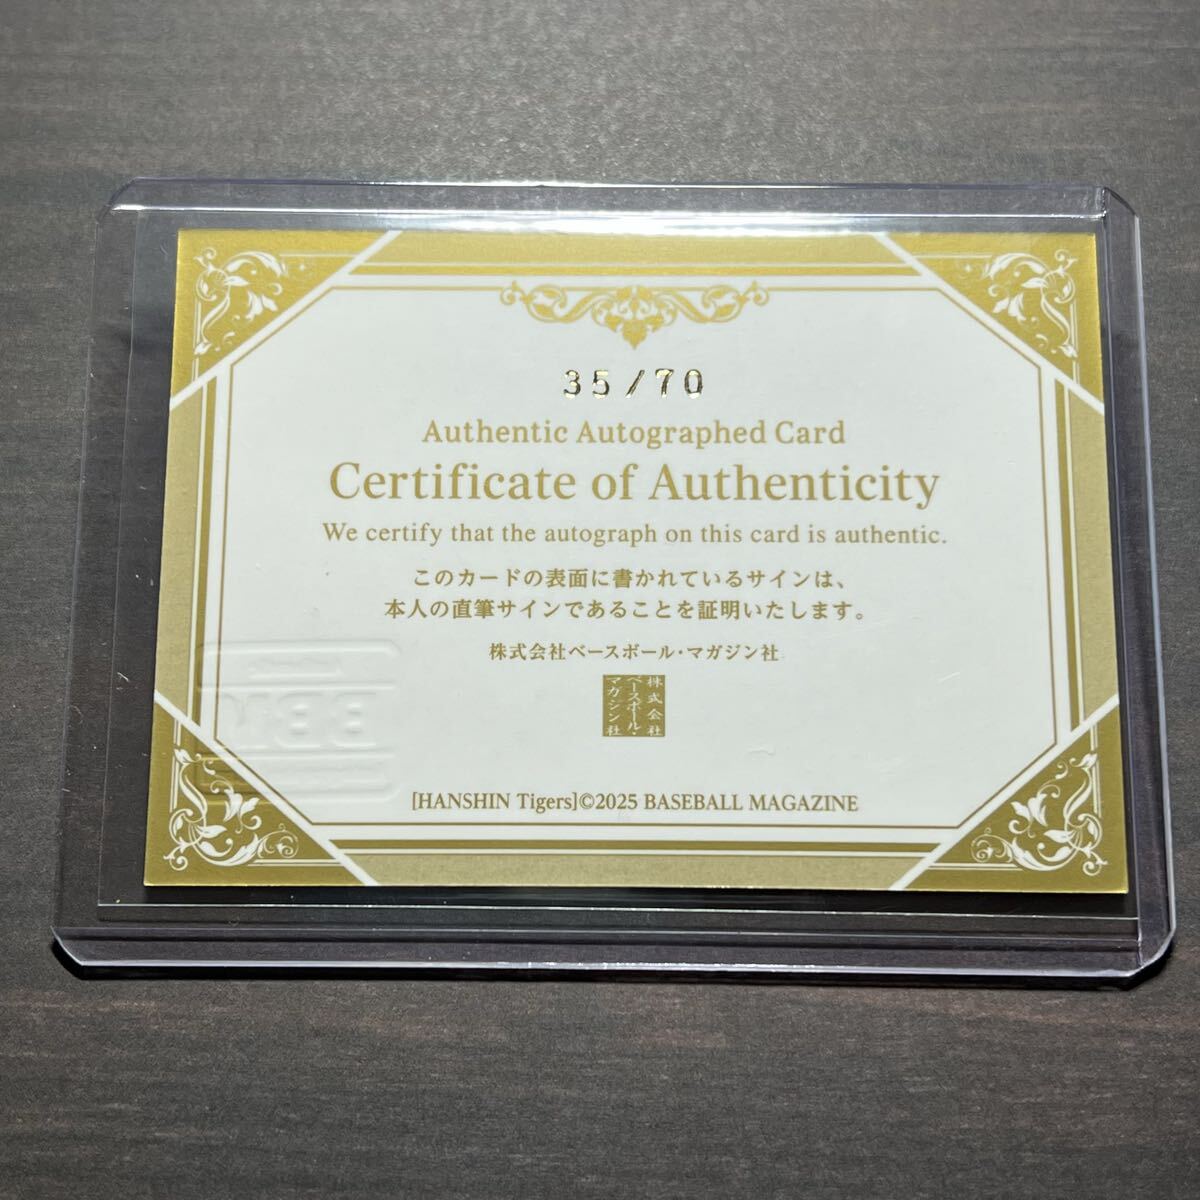 35/70
Authentic Autographed Card
Certificate of Authenticity
We certify that the autograph on this card is authentic.
このカードの表面に書かれているサインは、
本人の直筆サインであることを証明いたします。
株式会社ベースボール・マガジン社
株式会社
ベースボール・
マガジン社
[HANSHIN Tigers]©2025 BASEBALL MAGAZINE